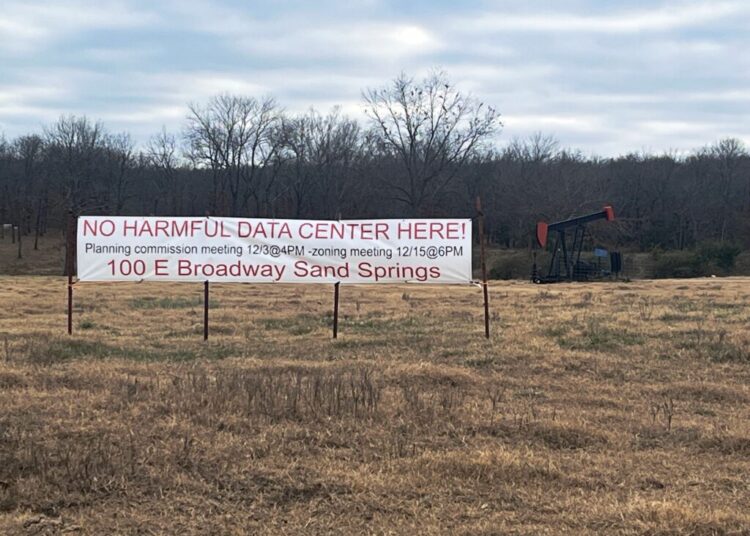 NO HARMFUL DATA CENTER HERE!
Planning commission meeting 12/3@4PM -zoning meeting 12/15@6PM
100 E Broadway Sand Springs